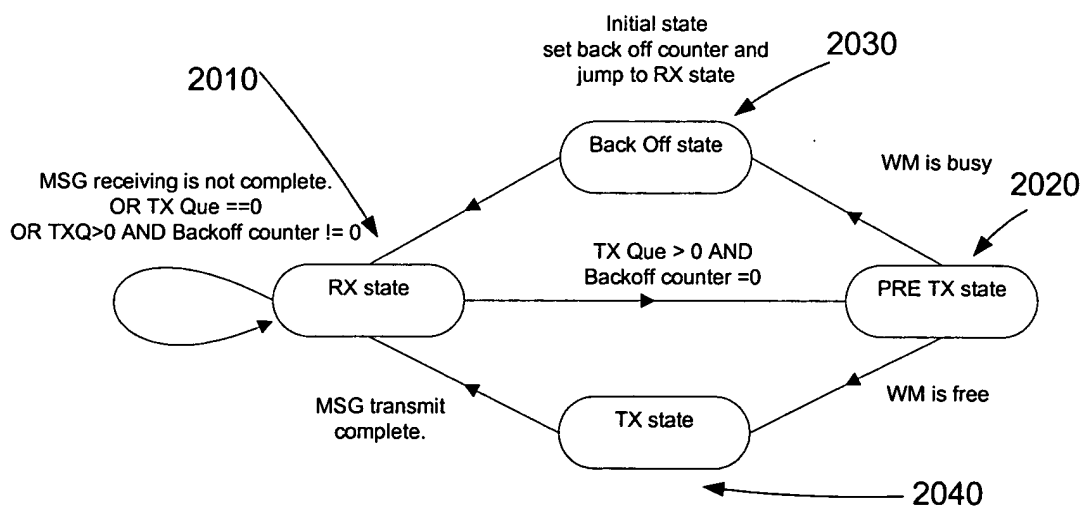 Initial state
set back off counter and
jump to RX state
2030
2010
Back Off state
WM is busy
2020
MSG receiving is not complete.
OR TX Que ==0
OR TXQ>0 AND Backoff counter != 0
TX Que > 0 AND
Backoff counter =0
RX state
PRE TX state
MSG transmit
complete.
WM is free
TX state
2040